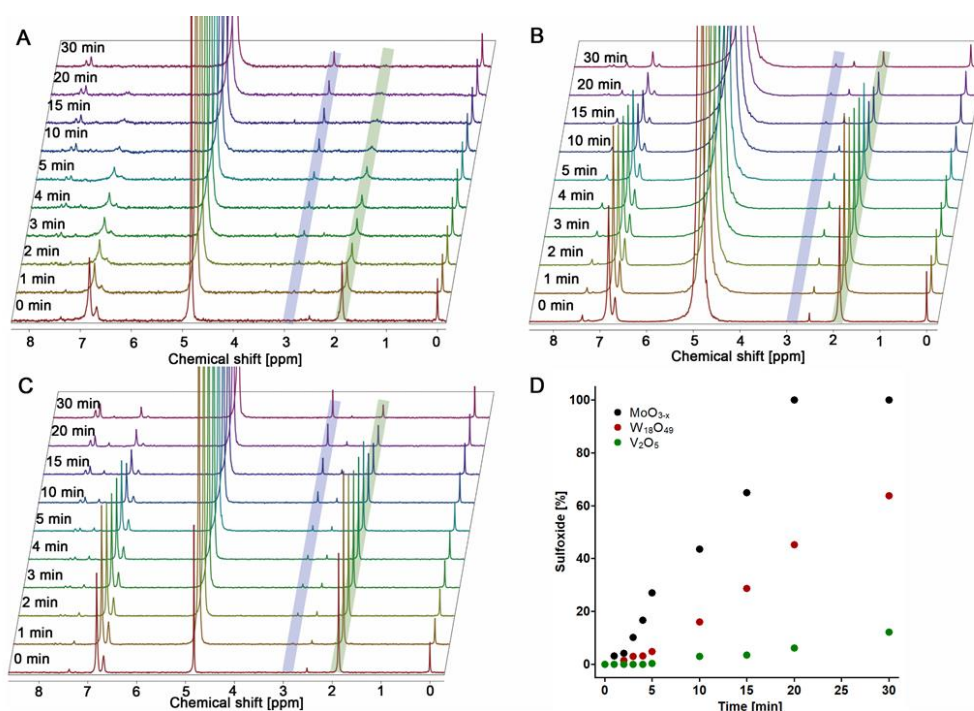 A
30 min
20 min
15 min
10 min
5 min
4 min
3 min
2 min
1 min
0 min
8 7 6 5 4 3 2 1 0
Chemical shift [ppm]
B
30 min
20 min
15 min
10 min
5 min
4 min
3 min
2 min
1 min
0 min
8 7 6 5 4 3 2 1 0
Chemical shift [ppm]
C
30 min
20 min
15 min
10 min
5 min
4 min
3 min
2 min
1 min
0 min
8 7 6 5 4 3 2 1 0
Chemical shift [ppm]
D
MoO₃₋ₓ
W₁₈O₄₉
V₂O₅
Sulfoxide [%]
100
80
60
40
20
0
0 5 10 15 20 25 30
Time [min]